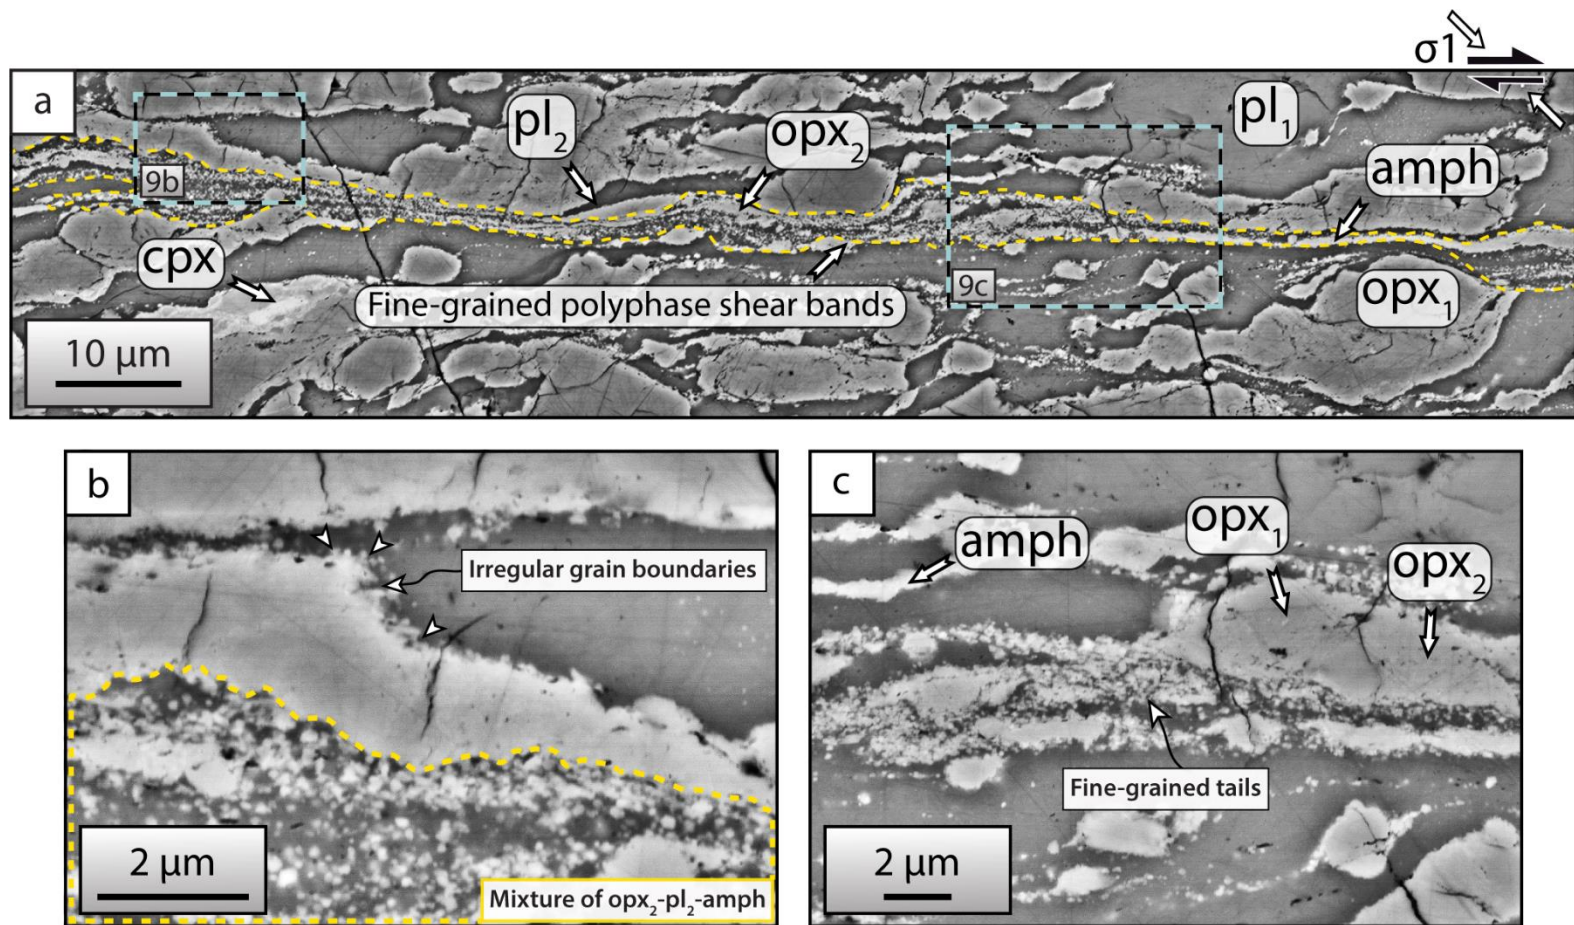 σ1
a
pl₂
opx₂
pl₁
amph
9b
cpx
9c
opx₁
Fine-grained polyphase shear bands
10 µm
b
Irregular grain boundaries
2 µm
Mixture of opx₂-pl₂-amph
c
opx₁
amph
opx₂
Fine-grained tails
2 µm